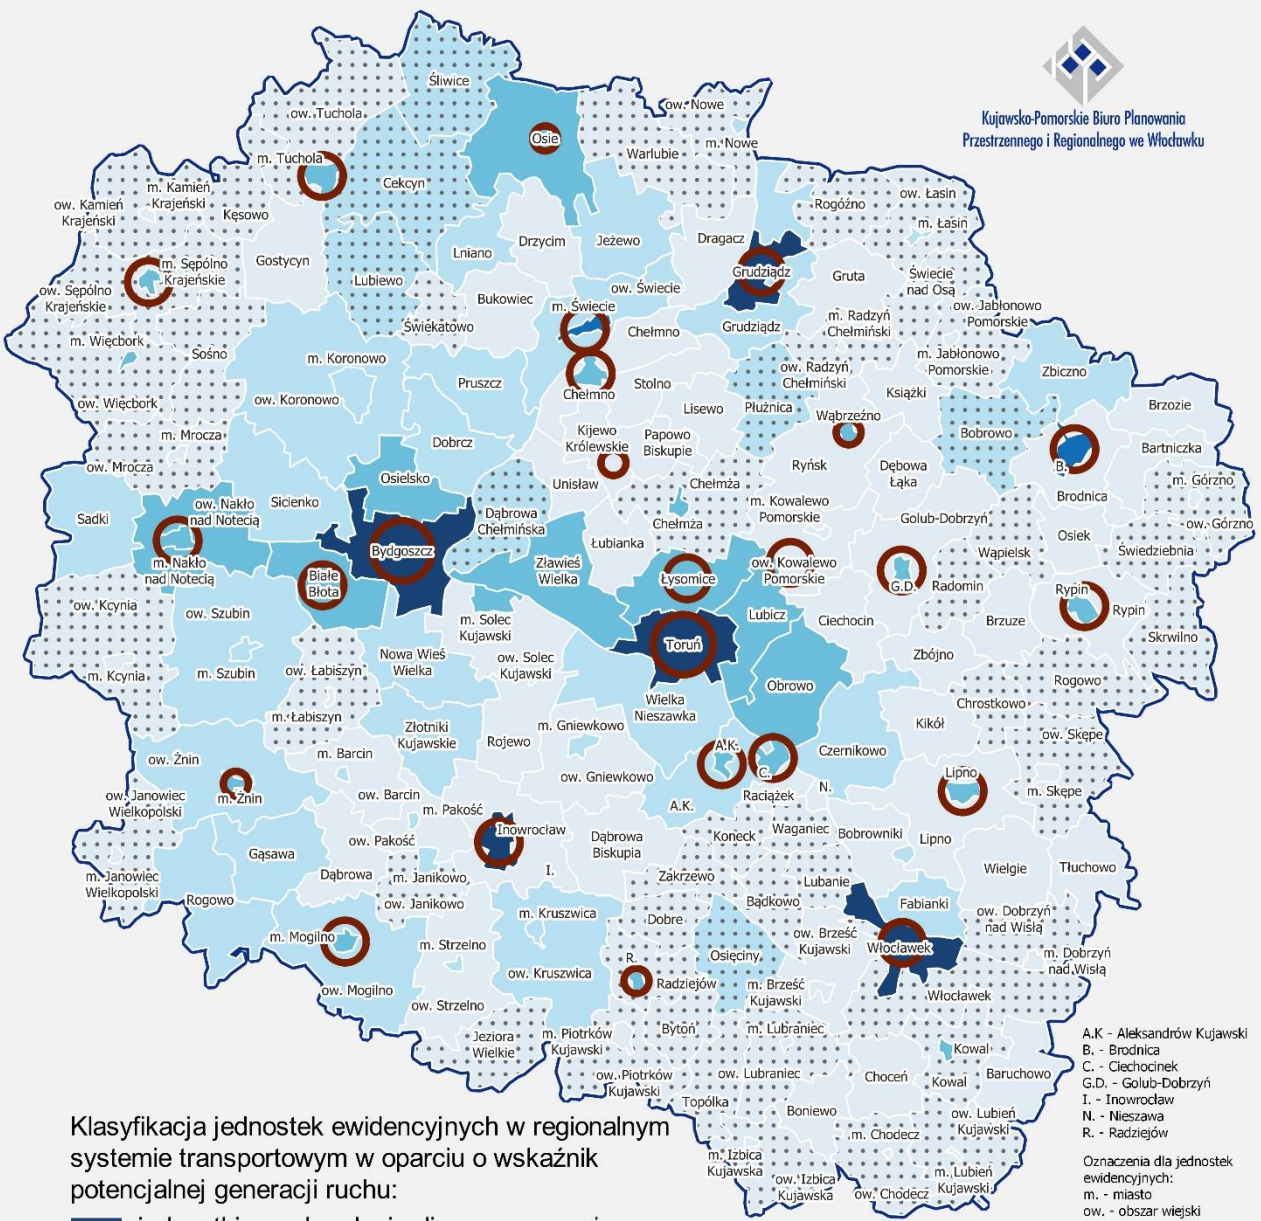 Kujawsko-Pomorskie Biuro Planowania
Przestrzennego i Regionalnego we Włocławku
Śliwice
ow. Tuchola
ow. Nowe
Osie
m. Nowe
Warlubie
m. Tuchola
Cekcyn
m. Kamień
Krajeński
ow. Kamień
Krajeński
Kęsowo
Rogóźno
ow. Łasin
m. Łasin
Drzycim
Jeżewo
Dragacz
Lniano
Gostycyn
m. Sępólno
Krajeńskie
Grudziądz
Gruta
Świecie
nad Osą
Lubiewo
ow. Świecie
ow. Sępólno
Krajeńskie
Bukowiec
m. Świecie
ow. Jabłonowo
Pomorskie
m. Radzyń
Chełmiński
Świekatowo
Chełmno
Grudziądz
m. Więcbork
Sośno
m. Koronowo
m. Jabłonowo
Pomorskie
ow. Radzyń
Chełmiński
Zbiczno
Pruszcz
Stolno
Chełmno
Książki
ow. Koronowo
ow. Więcbork
Lisewo
Płużnica
Wąbrzeźno
Brzozie
m. Mrocza
Kijewo
Królewskie
Papowo
Biskupie
Bobrowo
Dobrcz
Bartniczka
ow. Mrocza
Ryńsk
Dębowa
Łąka
B.
Osielsko
Unisław
Chełmża
m. Górzno
Brodnica
ow. Nakło
nad Notecią
Sicienko
m. Kowalewo
Pomorskie
Sadki
Dąbrowa
Chełmińska
Chełmża
Golub-Dobrzyń
ow. Górzno
Osiek
Łubianka
Bydgoszcz
Wąpielsk
Świedziebnia
m. Nakło
nad Notecią
Zławieś
Wielka
ow. Kowalewo
Pomorskie
Białe
Błota
Łysomice
G.D.
Radomin
Rypin
Rypin
ow. Kcynia
ow. Szubin
Lubicz
Ciechocin
Brzuze
m. Solec
Kujawski
Skrwilno
Toruń
Zbójno
Nowa Wieś
Wielka
ow. Solec
Kujawski
m. Kcynia
m. Szubin
ow. Łabiszyn
Obrowo
Rogowo
Wielka
Nieszawka
Chrostkowo
m. Łabiszyn
Złotniki
Kujawskie
m. Gniewkowo
Kikół
ow. Skępe
Rojewo
A.K.
Czernikowo
m. Barcin
ow. Żnin
C.
Lipno
ow. Gniewkowo
N.
m. Skępe
ow. Janowiec
Wielkopolski
m. Żnin
ow. Barcin
Raciążek
A.K.
m. Pakość
Inowrocław
Waganiec
Bobrowniki
Lipno
Koneck
ow. Pakość
Dąbrowa
Biskupia
Gąsawa
Wielgie
Tłuchowo
I.
Dąbrowa
m. Janikowo
Zakrzewo
Lubanie
m. Janowiec
Wielkopolski
Rogowo
ow. Janikowo
Bądkowo
Fabianki
m. Kruszwica
Dobre
ow. Dobrzyń
nad Wisłą
m. Mogilno
ow. Brześć
Kujawski
Włocławek
m. Strzelno
Osięciny
R.
m. Dobrzyń
nad Wisłą
ow. Kruszwica
Radziejów
ow. Mogilno
m. Brześć
Kujawski
Włocławek
ow. Strzelno
Bytoń
m. Lubraniec
Jeziora
Wielkie
m. Piotrków
Kujawski
Kowal
Baruchowo
ow. Lubraniec
Choceń
Kowal
ow. Piotrków
Kujawski
Topólka
Boniewo
ow. Lubień
Kujawski
m. Chodecz
m. Izbica
Kujawska
m. Lubień
Kujawski
ow. Izbica
Kujawska
ow. Chodecz
A.K - Aleksandrów Kujawski
B. - Brodnica
C. - Ciechocinek
G.D. - Golub-Dobrzyń
I. - Inowrocław
N. - Nieszawa
R. - Radziejów
Oznaczenia dla jednostek
ewidencyjnych:
m. - miasto
ow. - obszar wiejski
Klasyfikacja jednostek ewidencyjnych w regionalnym
systemie transportowym w oparciu o wskaźnik
potencjalnej generacji ruchu: